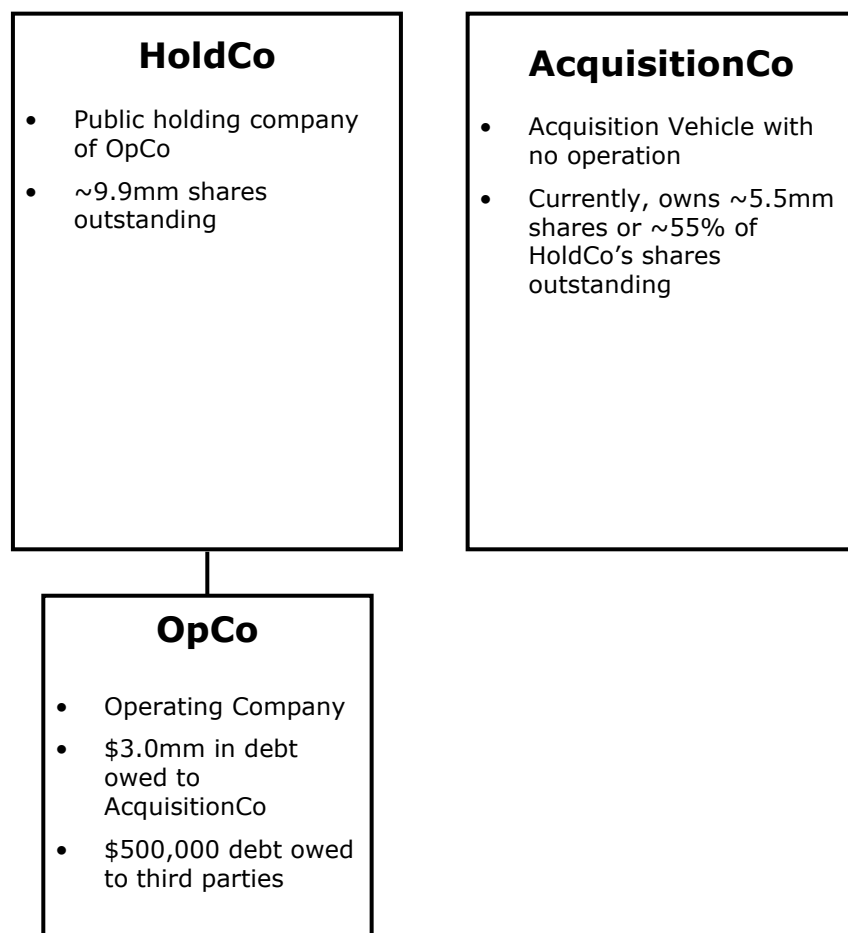 HoldCo
• Public holding company
of OpCo
• ~9.9mm shares
outstanding
AcquisitionCo
• Acquisition Vehicle with
no operation
• Currently, owns ~5.5mm
shares or ~55% of
HoldCo’s shares
outstanding
OpCo
• Operating Company
• $3.0mm in debt
owed to
AcquisitionCo
• $500,000 debt owed
to third parties